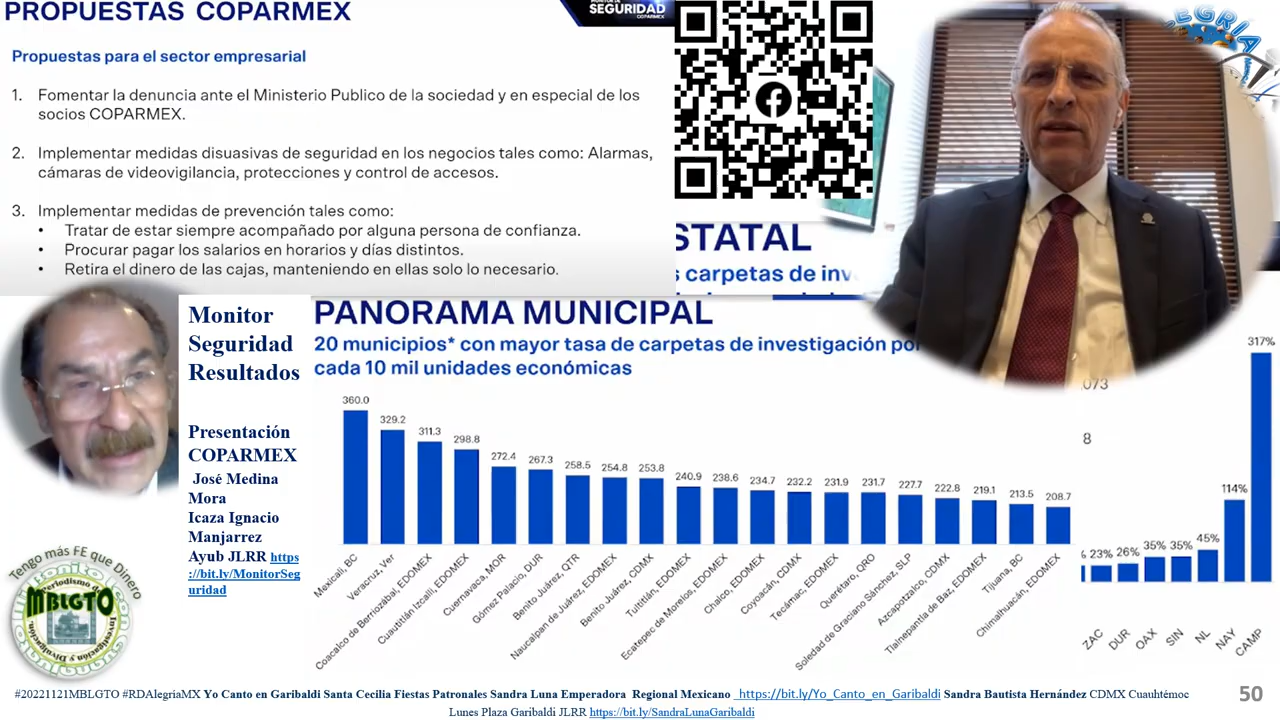 PROPUESTAS COPARMEX
SEGURIDAD
COPARMEX
Propuestas para el sector empresarial
1. Fomentar la denuncia ante el Ministerio Publico de la sociedad y en especial de los
socios COPARMEX.
2. Implementar medidas disuasivas de seguridad en los negocios tales como: Alarmas,
cámaras de videovigilancia, protecciones y control de accesos.
3. Implementar medidas de prevención tales como:
• Tratar de estar siempre acompañado por alguna persona de confianza.
• Procurar pagar los salarios en horarios y días distintos.
• Retira el dinero de las cajas, manteniendo en ellas solo lo necesario.
STATAL
s carpetas de inv
Monitor
Seguridad
Resultados
Presentación
COPARMEX
José Medina
Mora
Icaza Ignacio
Manjarrez
Ayub JLRR https
://bit.ly/MonitorSeg
uridad
PANORAMA MUNICIPAL
20 municipios* con mayor tasa de carpetas de investigación por
cada 10 mil unidades económicas
360.0
329.2
311.3
298.8
272.4
267.3
258.5
254.8
253.8
240.9
238.6
234.7
232.2
231.9
231.7
227.7
222.8
219.1
213.5
208.7
Mexicali, BC
Veracruz, Ver
Coacalco de Berriozábal, EDOMEX
Cuautitlán Izcalli, EDOMEX
Cuernavaca, MOR
Gómez Palacio, DUR
Benito Juárez, QTR
Naucalpan de Juárez, EDOMEX
Benito Juárez, CDMX
Tultitlán, EDOMEX
Ecatepec de Morelos, EDOMEX
Chalco, EDOMEX
Coyoacan, CDMX
Tecámac, EDOMEX
Querétaro, QRO
Soledad de Graciano Sánchez, SLP
Azcapotzalco, CDMX
Tlalnepantla de Baz, EDOMEX
Tijuana, BC
Chimalhuacán, EDOMEX
073
8
% 23% 26% 35% 35% 45% 114% 317%
ZAC DUR OAX SIN NL NAY CAMP
Tengo más FE que Dinero
Periodismo de
MBLGTO
Investigación y Divulgación.
#20221121MBLGTO #RDAlegriaMX Yo Canto en Garibaldi Santa Cecilia Fiestas Patronales Sandra Luna Emperadora Regional Mexicano https://bit.ly/Yo_Canto_en_Garibaldi Sandra Bautista Hernández CDMX Cuauhtémoc
Lunes Plaza Garibaldi JLRR https://bit.ly/SandraLunaGaribaldi
50